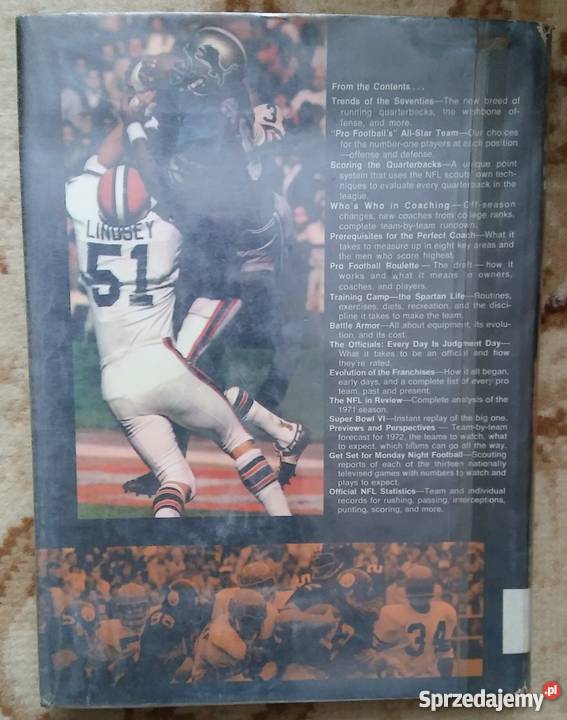 From the Contents . . .
Trends of the Seventies—The new breed of
running quarterbacks, the wishbone of-
fense, and more.
"Pro Football's" All-Star Team—Our choices
for the number-one players at each position
—offense and defense.
Scoring the Quarterbacks—A unique point
system that uses the NFL scouts' own tech-
niques to evaluate every quarterback in the
league.
Who's Who in Coaching—Off-season
changes, new coaches from college ranks,
complete team-by-team rundown.
Prerequisites for the Perfect Coach—What it
takes to measure up in eight key areas and
the men who score highest.
Pro Football Roulette—The draft—how it
works and what it means to owners,
coaches, and players.
Training Camp—the Spartan Life—Routines,
exercises, diets, recreation, and the disci-
pline it takes to make the team.
Battle Armor—All about equipment, its evolu-
tion, and its cost.
The Officials: Every Day Is Judgment Day—
What it takes to be an official and how
they're rated.
Evolution of the Franchises—How it all began,
early days, and a complete list of every pro
team, past and present.
The NFL in Review—Complete analysis of the
1971 season.
Super Bowl VI—Instant replay of the big one.
Previews and Perspectives—Team-by-team
forecast for 1972, the teams to watch, what
to expect, which teams can go all the way.
Get Set for Monday Night Football—Scouting
reports of each of the thirteen nationally
televised games with numbers to watch and
plays to expect.
Official NFL Statistics—Team and individual
records for rushing, passing, interceptions,
punting, scoring, and more.
LINDSEY
51
34
Sprzedajemy.pl